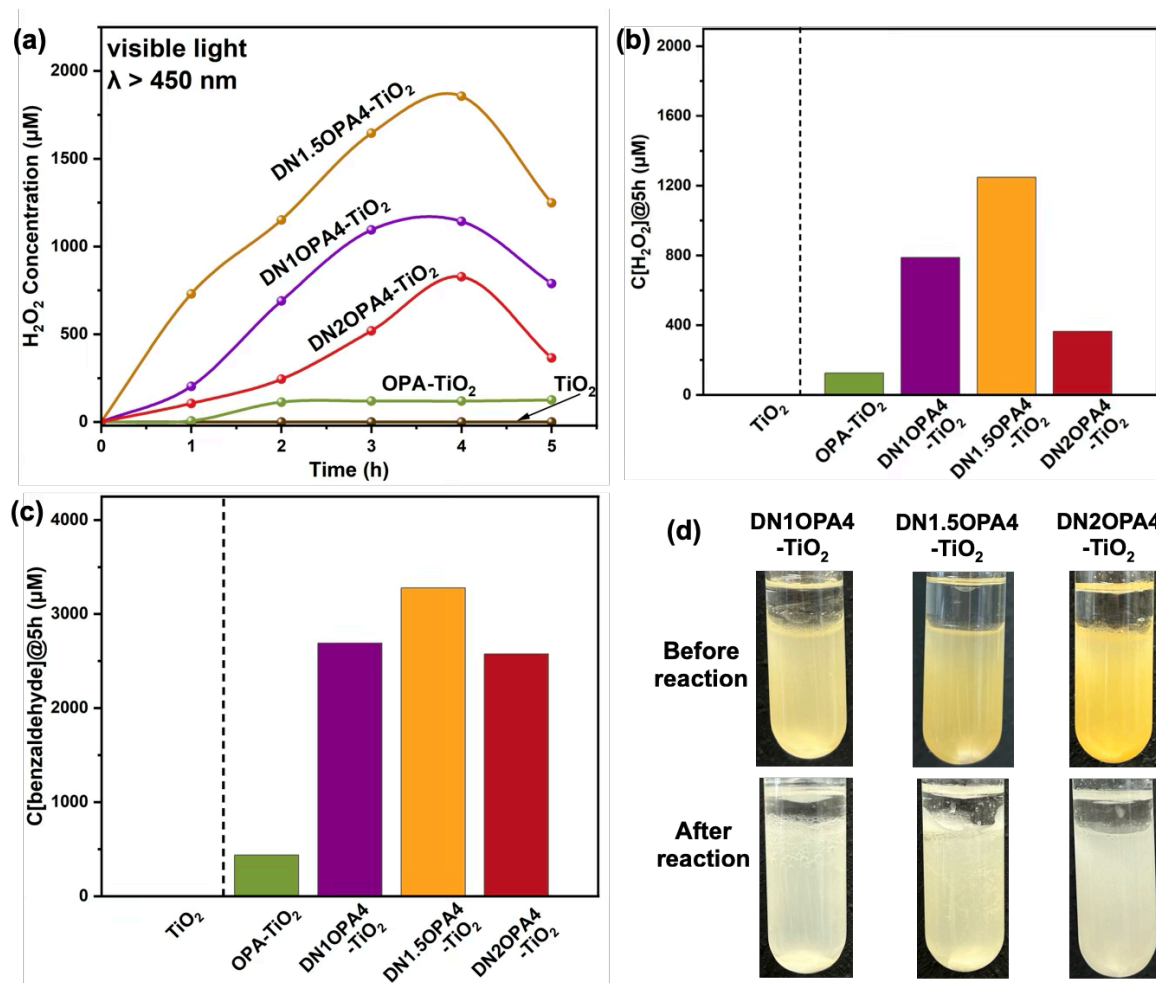 (a)
visible light
λ > 450 nm
H₂O₂ Concentration (µM)
2000
1500
1000
500
0
DN1.5OPA4-TiO₂
DN1OPA4-TiO₂
DN2OPA4-TiO₂
OPA-TiO₂
TiO₂
0 1 2 3 4 5
Time (h)
(b)
C[H₂O₂]@5h (µM)
2000
1600
1200
800
400
0
TiO₂
OPA-TiO₂
DN1OPA4
-TiO₂
DN1.5OPA4
-TiO₂
DN2OPA4
-TiO₂
(c)
C[benzaldehyde]@5h (µM)
4000
3000
2000
1000
0
TiO₂
OPA-TiO₂
DN1OPA4
-TiO₂
DN1.5OPA4
-TiO₂
DN2OPA4
-TiO₂
(d)
DN1OPA4
-TiO₂
DN1.5OPA4
-TiO₂
DN2OPA4
-TiO₂
Before
reaction
After
reaction